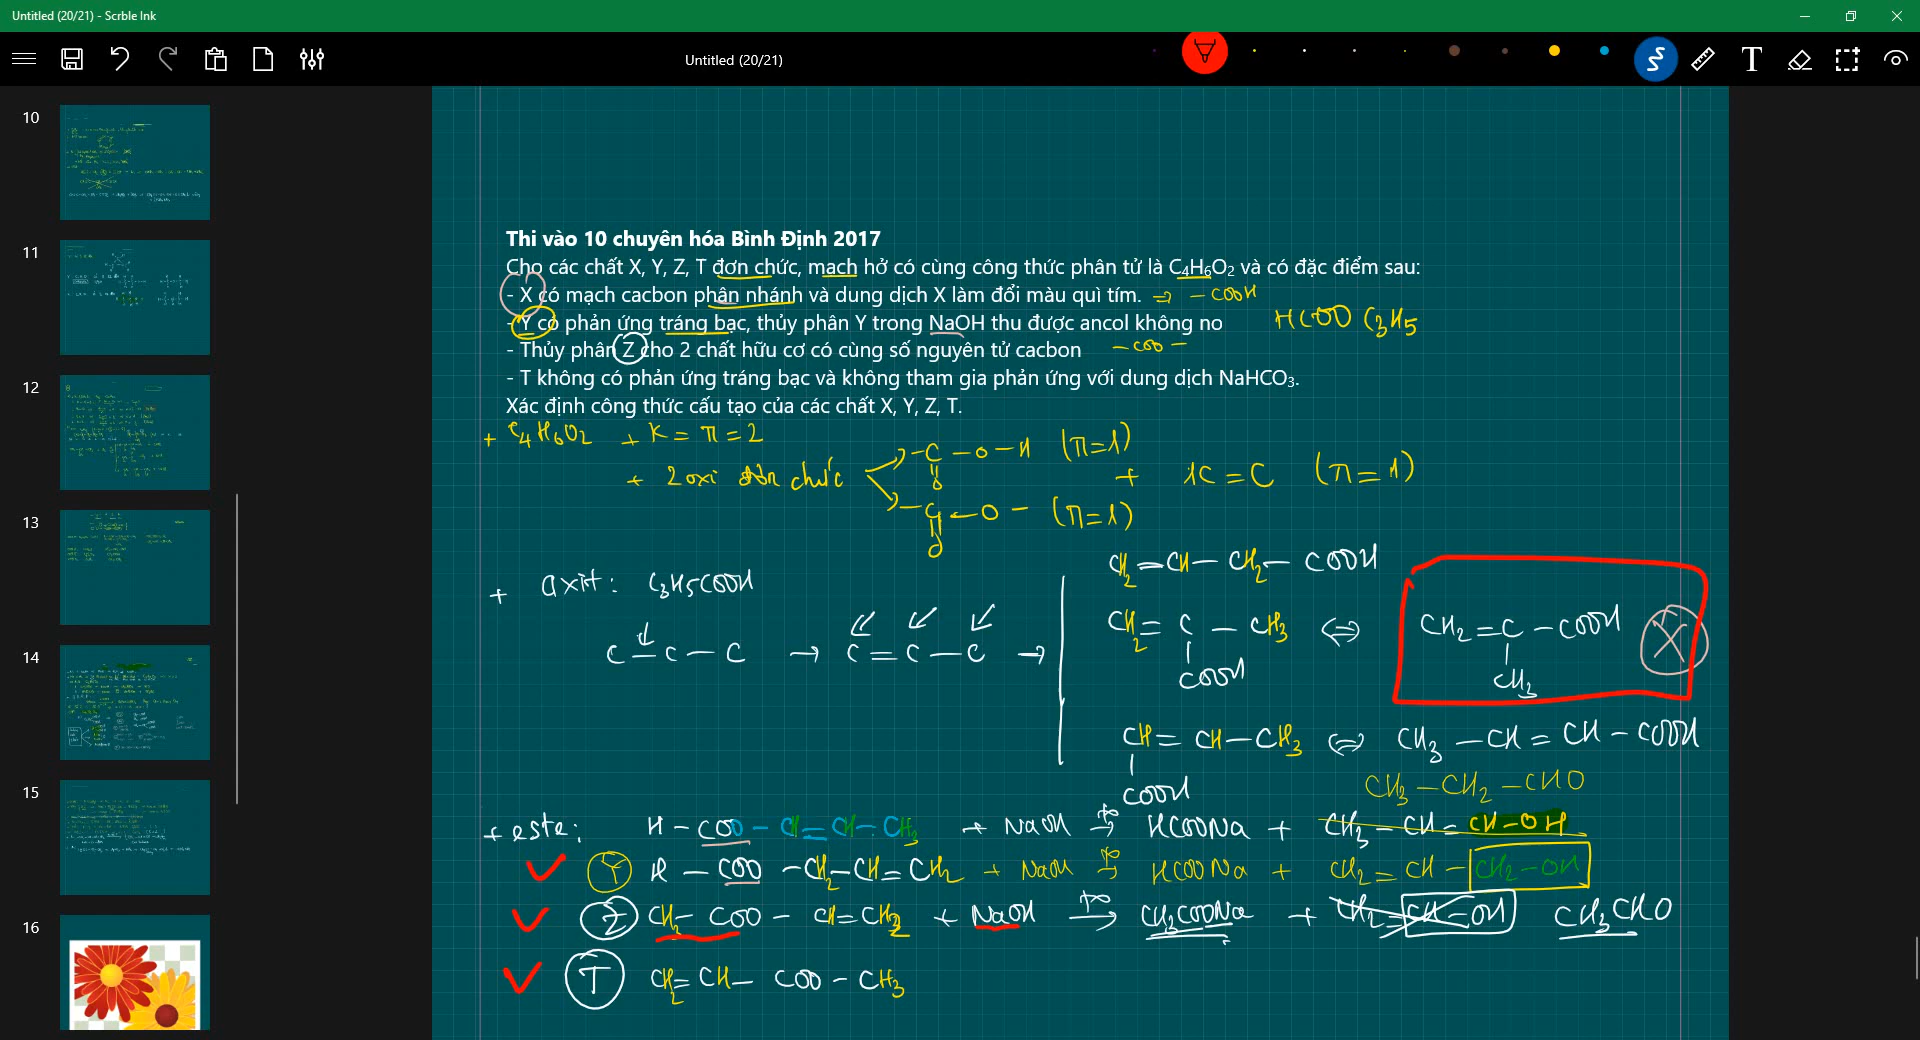 Untitled (20/21) - Scrble Ink
Untitled (20/21)
T
10
11
12
13
14
15
16
Thi vào 10 chuyên hóa Bình Định 2017
Cho các chất X, Y, Z, T đơn chức, mạch hở có cùng công thức phân tử là C₄H₆O₂ và có đặc điểm sau:
- X có mạch cacbon phân nhánh và dung dịch X làm đổi màu quì tím. ⇒ - COOH
- Y có phản ứng tráng bạc, thủy phân Y trong NaOH thu được ancol không no HCOO C₃H₅
- Thủy phân Z cho 2 chất hữu cơ có cùng số nguyên tử cacbon - COO -
- T không có phản ứng tráng bạc và không tham gia phản ứng với dung dịch NaHCO₃.
Xác định công thức cấu tạo của các chất X, Y, Z, T.
+ C₄H₆O₂ + K = π = 2
+ 2 oxi đơn chức - C - O - H (π=1) + 1C = C (π=1)
O
- C - O - (π=1)
O
CH₂ = CH - CH₂ - COOH
+ axit: C₃H₅COOH
CH₂ = C - CH₃ ⇔ CH₂ = C - COOH X
COOH CH₃
C - C - C → C = C - C →
CH = CH - CH₃ ⇔ CH₃ - CH = CH - COOH
COOH
CH₃ - CH₂ - CHO
+ este: H - COO - CH = CH - CH₃ + NaOH → HCOONa + CH₃ - CH = CH - OH
Y H - COO - CH₂ - CH = CH₂ + NaOH → HCOONa + CH₂ = CH - CH₂ - OH
Z CH₃ - COO - CH = CH₂ + NaOH → CH₃COONa + CH₂ = CH - OH CH₃CHO
T CH₂ = CH - COO - CH₃